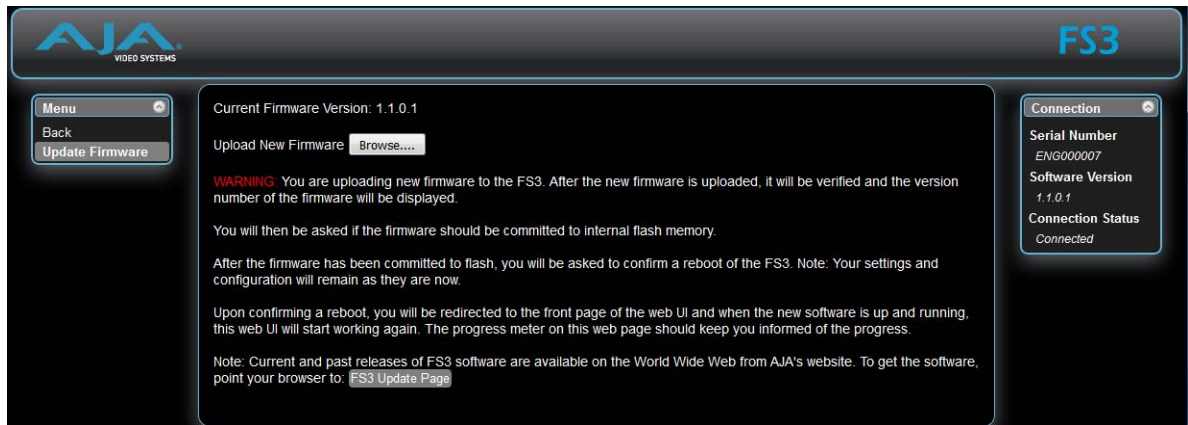 AJA
VIDEO SYSTEMS
FS3
Menu
Back
Update Firmware
Current Firmware Version: 1.1.0.1
Upload New Firmware Browse....
WARNING: You are uploading new firmware to the FS3. After the new firmware is uploaded, it will be verified and the version
number of the firmware will be displayed.
You will then be asked if the firmware should be committed to internal flash memory.
After the firmware has been committed to flash, you will be asked to confirm a reboot of the FS3. Note: Your settings and
configuration will remain as they are now.
Upon confirming a reboot, you will be redirected to the front page of the web UI and when the new software is up and running,
this web UI will start working again. The progress meter on this web page should keep you informed of the progress.
Note: Current and past releases of FS3 software are available on the World Wide Web from AJA's website. To get the software,
point your browser to: FS3 Update Page
Connection
Serial Number
ENG000007
Software Version
1.1.0.1
Connection Status
Connected